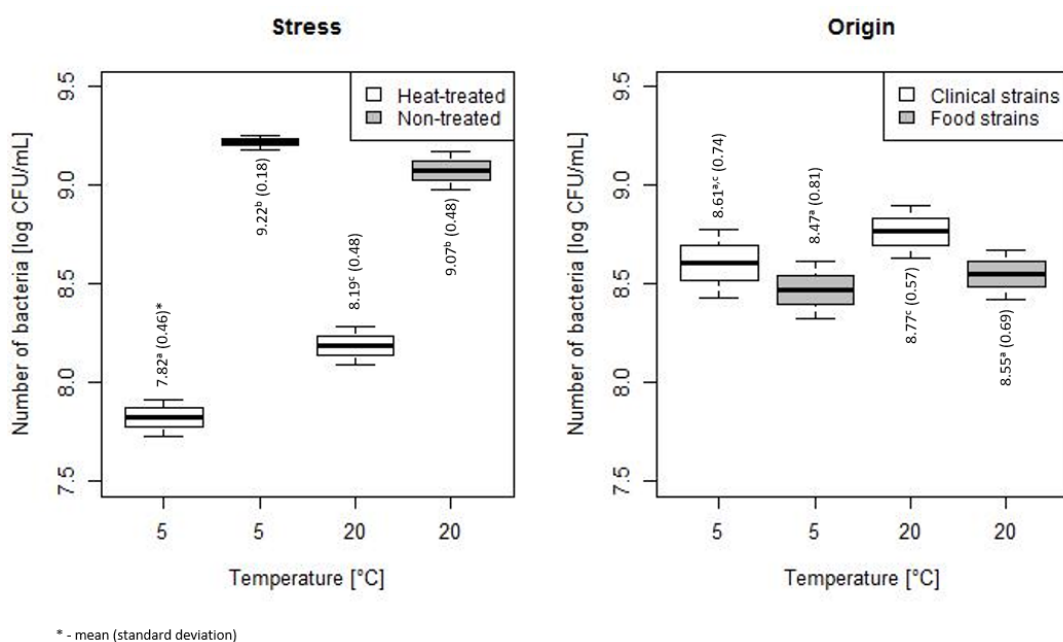 Stress
Number of bacteria [log CFU/mL]
9.5
9.0
8.5
8.0
7.5
Heat-treated
Non-treated
7.82ᵃ (0.46)*
9.22ᵇ (0.18)
8.19ᶜ (0.48)
9.07ᵇ (0.48)
5
5
20
20
Temperature [°C]
Origin
Number of bacteria [log CFU/mL]
9.5
9.0
8.5
8.0
7.5
Clinical strains
Food strains
8.61ᵃ,ᶜ (0.74)
8.47ᵃ (0.81)
8.77ᶜ (0.57)
8.55ᵃ (0.69)
5
5
20
20
Temperature [°C]
* - mean (standard deviation)